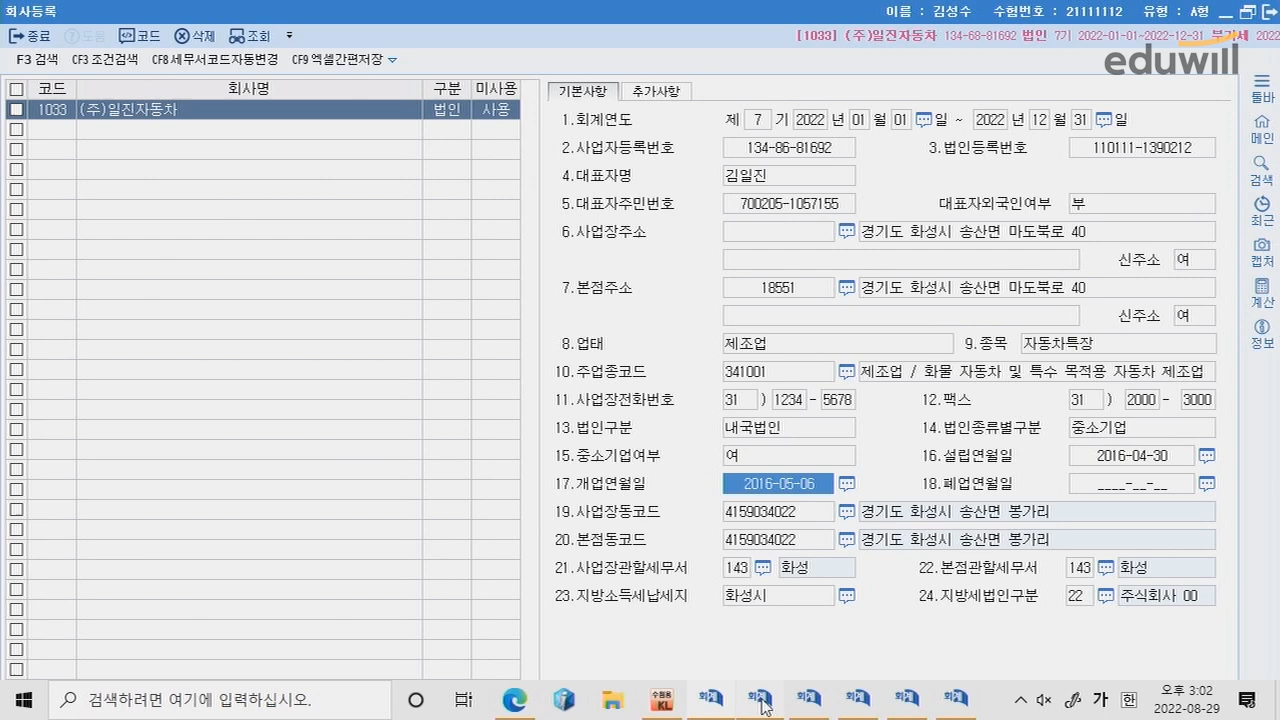 회사등록 이름 : 김성수 수험번호 : 21111112 유형 : A형
종료 도움 코드 삭제 조회 [1033] (주)일진자동차 134-68-81692 법인 7기 2022-01-01~2022-12-31 부가세 2022
F3 검색 CF3 조건검색 CF8 세무서코드자동변경 CF9 엑셀간편저장
eduwill
코드 회사명 구분 미사용
1033 (주)일진자동차 법인 사용
기본사항 추가사항
1.회계연도 제 7 기 2022 년 01 월 01 일 ~ 2022 년 12 월 31 일
2.사업자등록번호 134-86-81692 3.법인등록번호 110111-1390212
4.대표자명 김일진
5.대표자주민번호 700205-1057155 대표자외국인여부 부
6.사업장주소 경기도 화성시 송산면 마도북로 40
신주소 여
7.본점주소 18551 경기도 화성시 송산면 마도북로 40
신주소 여
8.업태 제조업 9.종목 자동차특장
10.주업종코드 341001 제조업 / 화물 자동차 및 특수 목적용 자동차 제조업
11.사업장전화번호 31 ) 1234 - 5678 12.팩스 31 ) 2000 - 3000
13.법인구분 내국법인 14.법인종류별구분 중소기업
15.중소기업여부 여 16.설립연월일 2016-04-30
17.개업연월일 2016-05-06 18.폐업연월일 ____-__-__
19.사업장동코드 4159034022 경기도 화성시 송산면 봉가리
20.본점동코드 4159034022 경기도 화성시 송산면 봉가리
21.사업장관할세무서 143 화성 22.본점관할세무서 143 화성
23.지방소득세납세지 화성시 24.지방세법인구분 22 주식회사 00
툴바
메인
검색
최근
캡처
계산
정보
검색하려면 여기에 입력하십시오. 수험용 KL 회계 회계 회계 회계 회계 회계 가 한 오후 3:02
2022-08-29